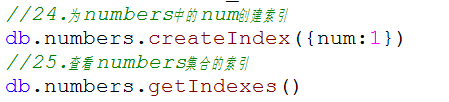 //24.为numbers中的num创建索引
db.numbers.createIndex({num:1})
//25.查看numbers集合的索引
db.numbers.getIndexes()